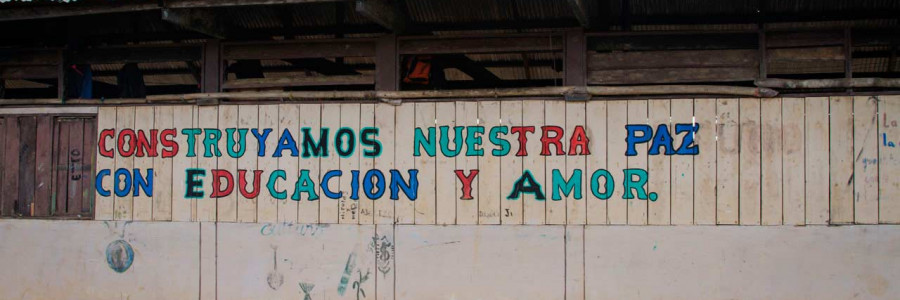 CONSTRUYAMOS NUESTRA PAZ
CON EDUCACION Y AMOR.